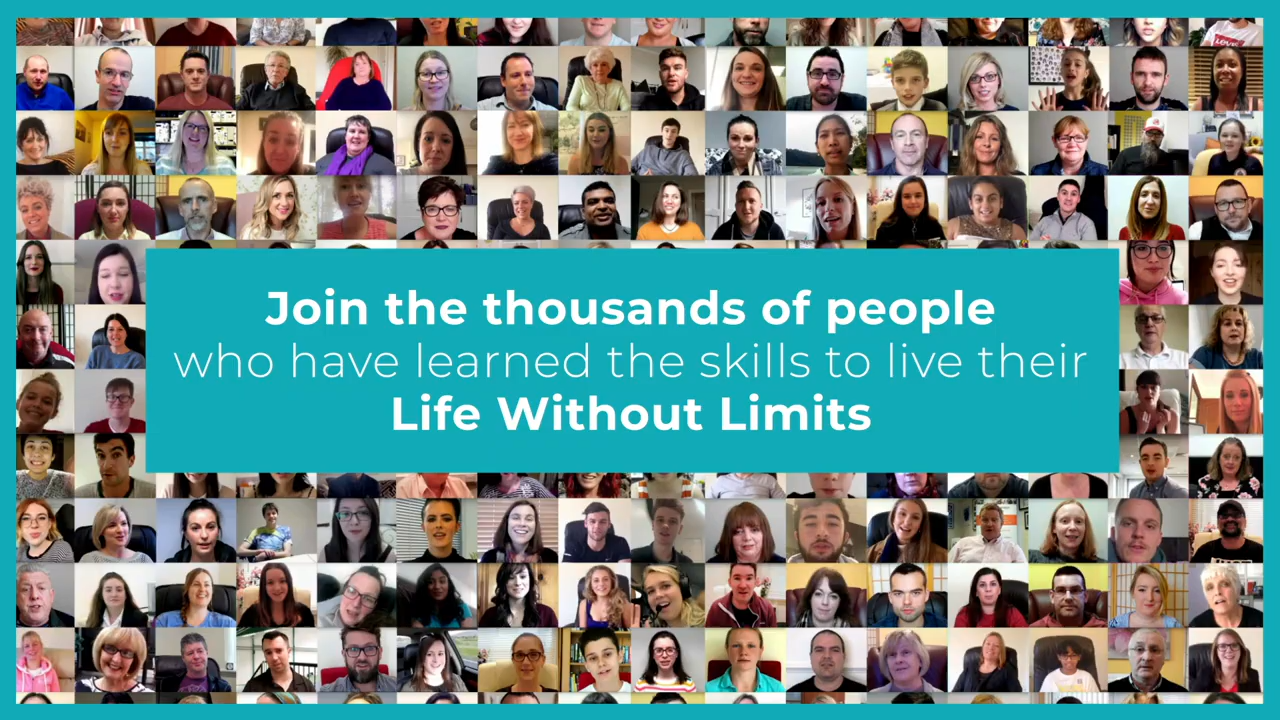 Join the thousands of people
who have learned the skills to live their
Life Without Limits